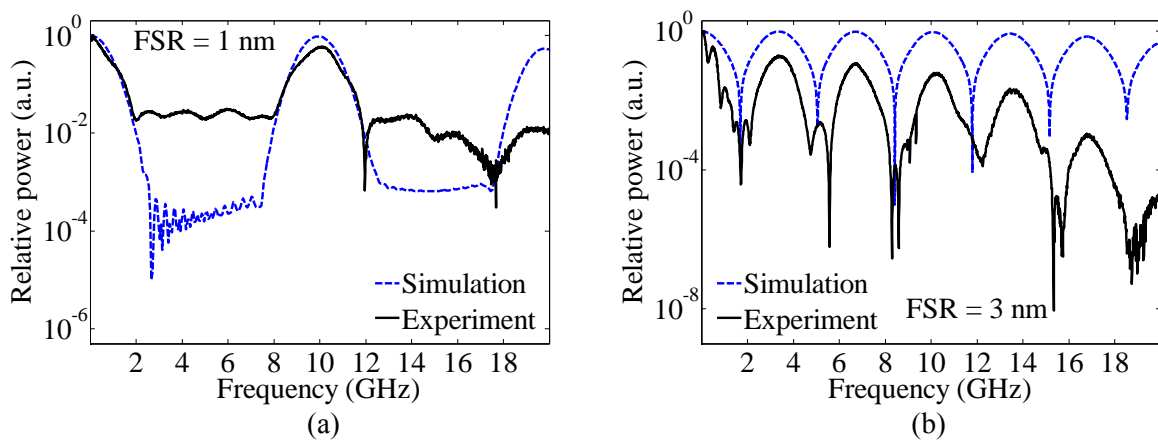 FSR = 1 nm
10^0
10^-2
10^-4
10^-6
Relative power (a.u.)
Simulation
Experiment
2 4 6 8 10 12 14 16 18
Frequency (GHz)
(a)
10^0
10^-4
10^-8
Relative power (a.u.)
Simulation
Experiment
FSR = 3 nm
2 4 6 8 10 12 14 16 18
Frequency (GHz)
(b)